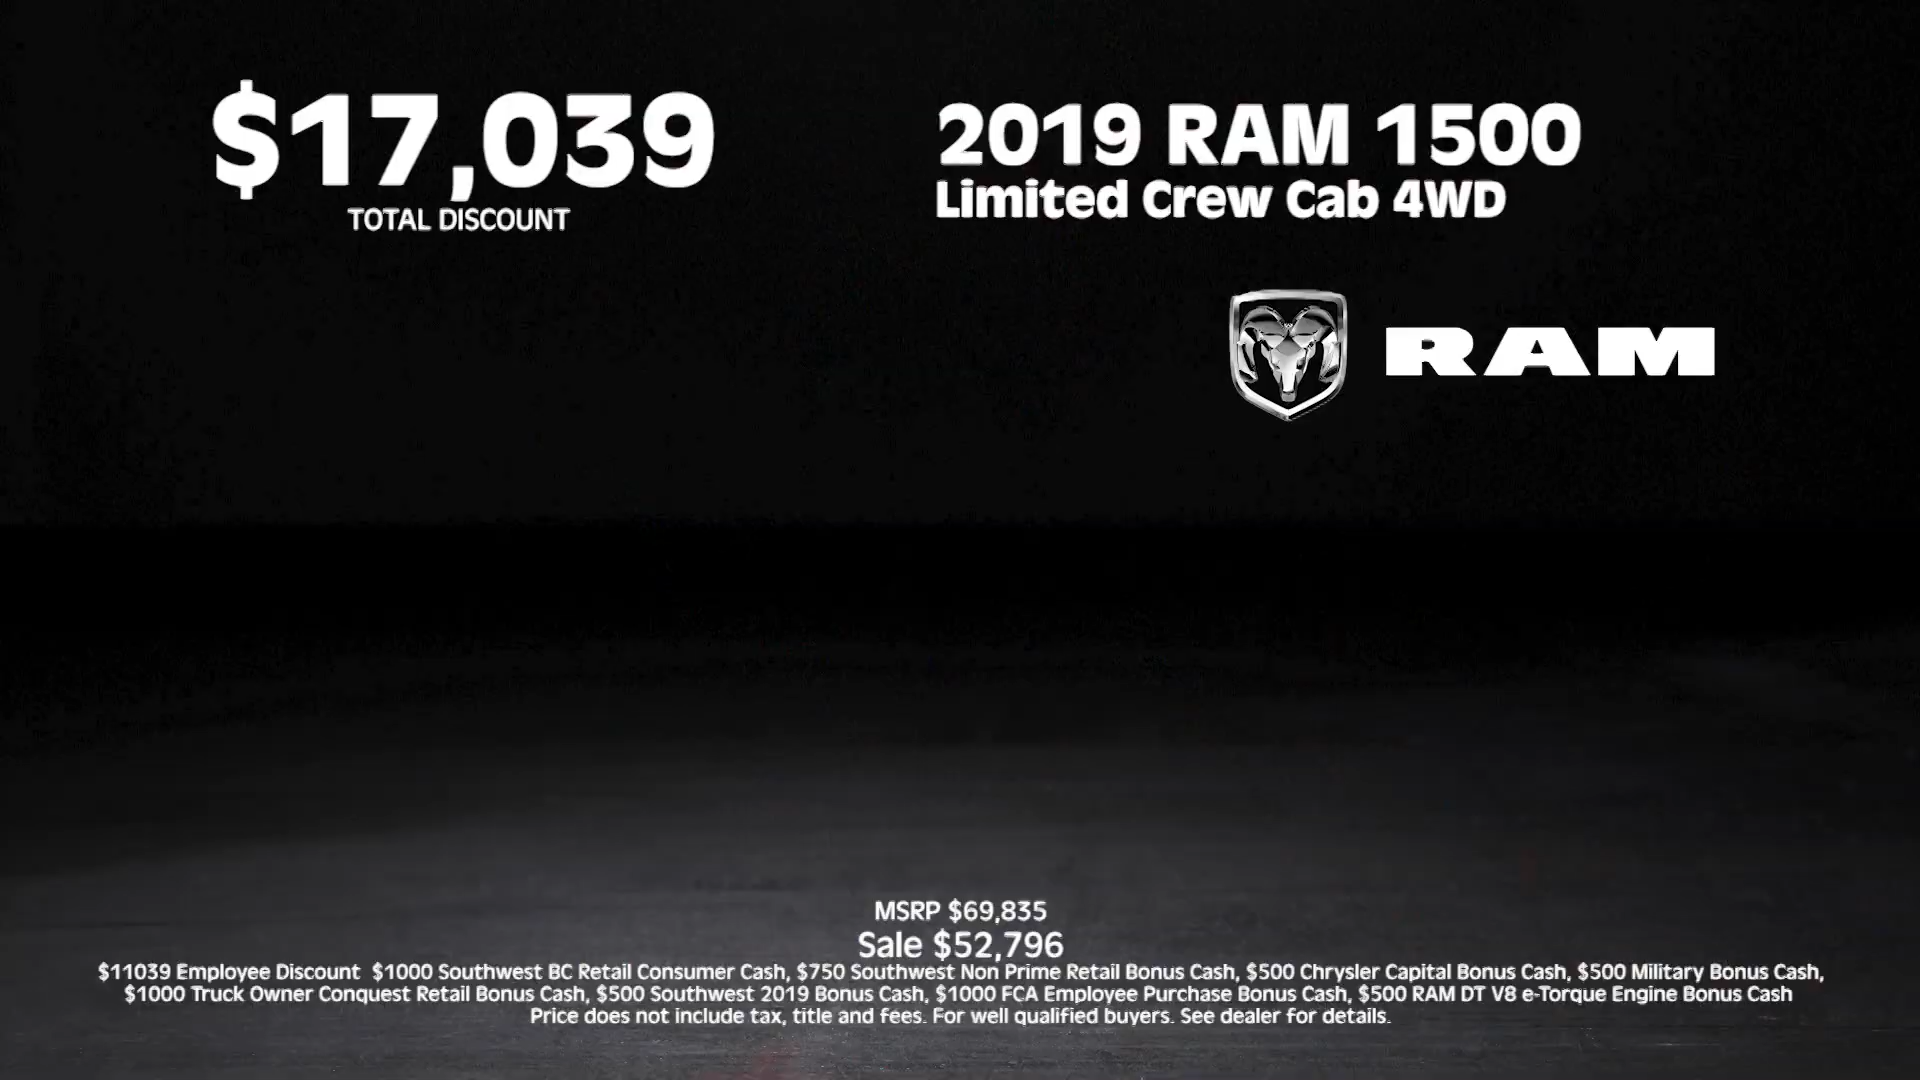 $17,039
TOTAL DISCOUNT
2019 RAM 1500
Limited Crew Cab 4WD
RAM
MSRP $69,835
Sale $52,796
$11039 Employee Discount  $1000 Southwest BC Retail Consumer Cash, $750 Southwest Non Prime Retail Bonus Cash, $500 Chrysler Capital Bonus Cash, $500 Military Bonus Cash,
$1000 Truck Owner Conquest Retail Bonus Cash, $500 Southwest 2019 Bonus Cash, $1000 FCA Employee Purchase Bonus Cash, $500 RAM DT V8 e-Torque Engine Bonus Cash
Price does not include tax, title and fees. For well qualified buyers. See dealer for details.